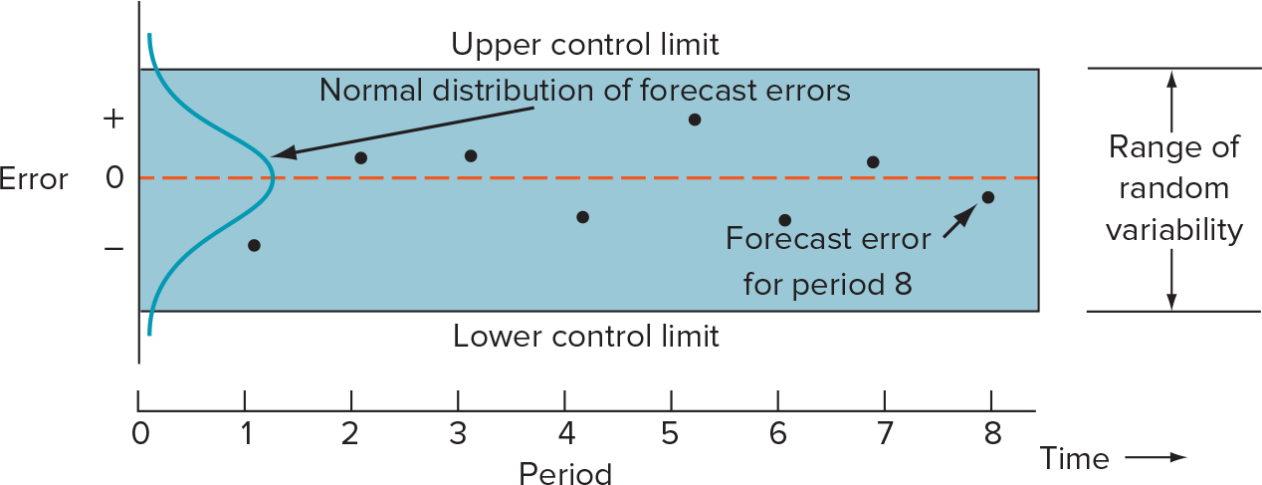 Upper control limit
Normal distribution of forecast errors
+
Error 0
–
Range of
random
variability
Forecast error
for period 8
Lower control limit
0 1 2 3 4 5 6 7 8
Period
Time